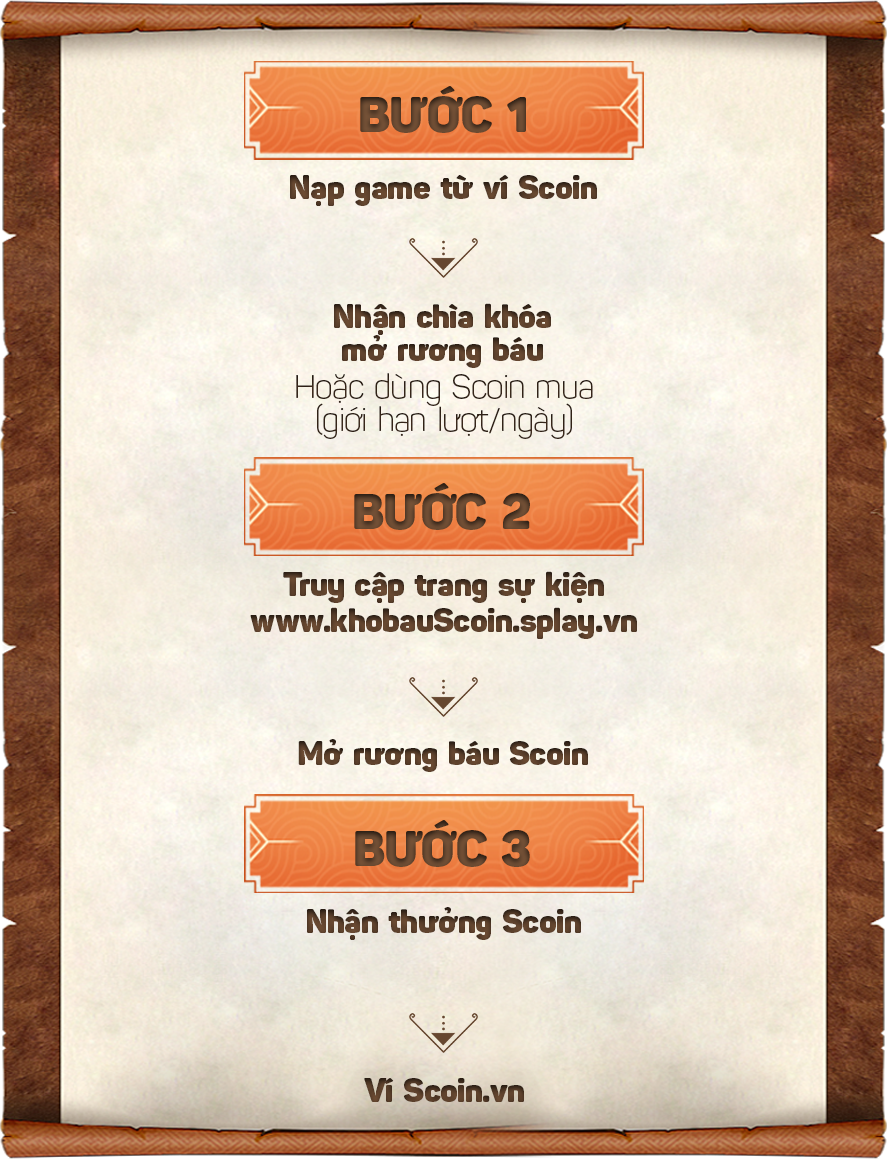 BƯỚC 1
Nạp game từ ví Scoin
Nhận chìa khóa
mở rương báu
Hoặc dùng Scoin mua
(giới hạn lượt/ngày)
BƯỚC 2
Truy cập trang sự kiện
www.khobauScoin.splay.vn
Mở rương báu Scoin
BƯỚC 3
Nhận thưởng Scoin
Ví Scoin.vn